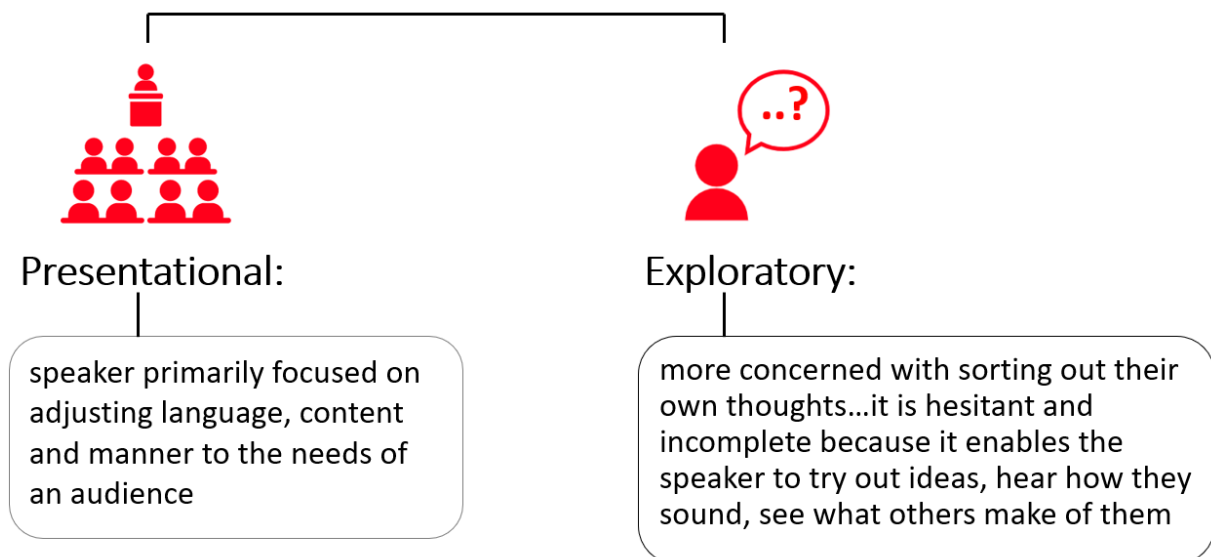 ..?
Presentational:
Exploratory:
speaker primarily focused on
adjusting language, content
and manner to the needs of
an audience
more concerned with sorting out their
own thoughts...it is hesitant and
incomplete because it enables the
speaker to try out ideas, hear how they
sound, see what others make of them